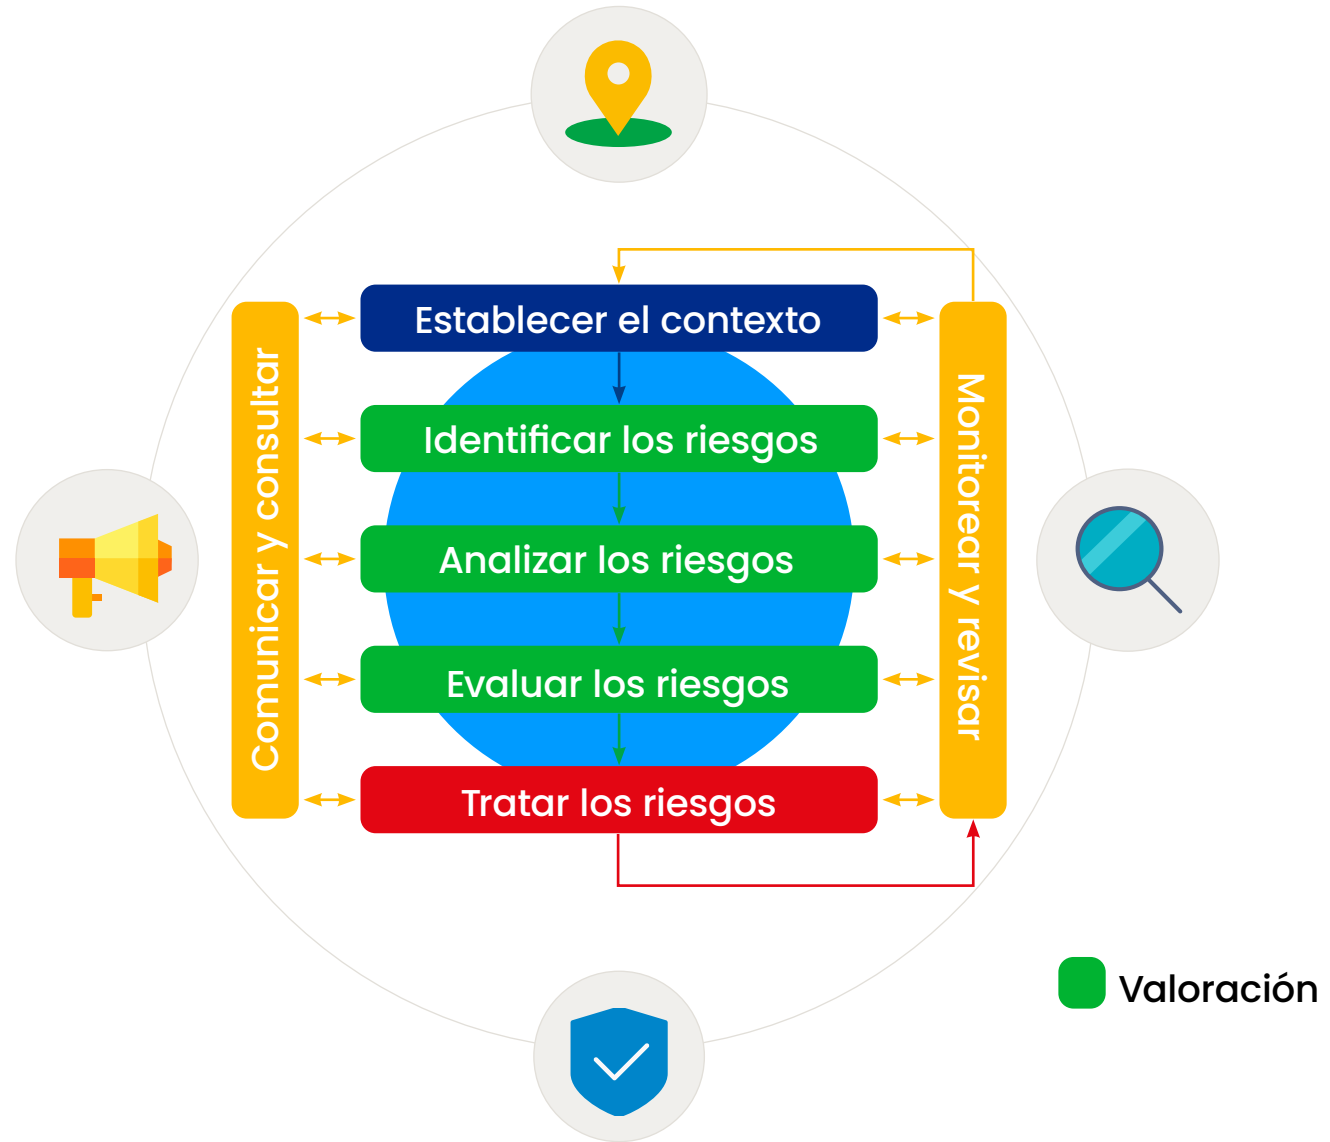 Establecer el contexto
Identificar los riesgos
Analizar los riesgos
Evaluar los riesgos
Tratar los riesgos
Comunicar y consultar
Monitorear y revisar
Valoración